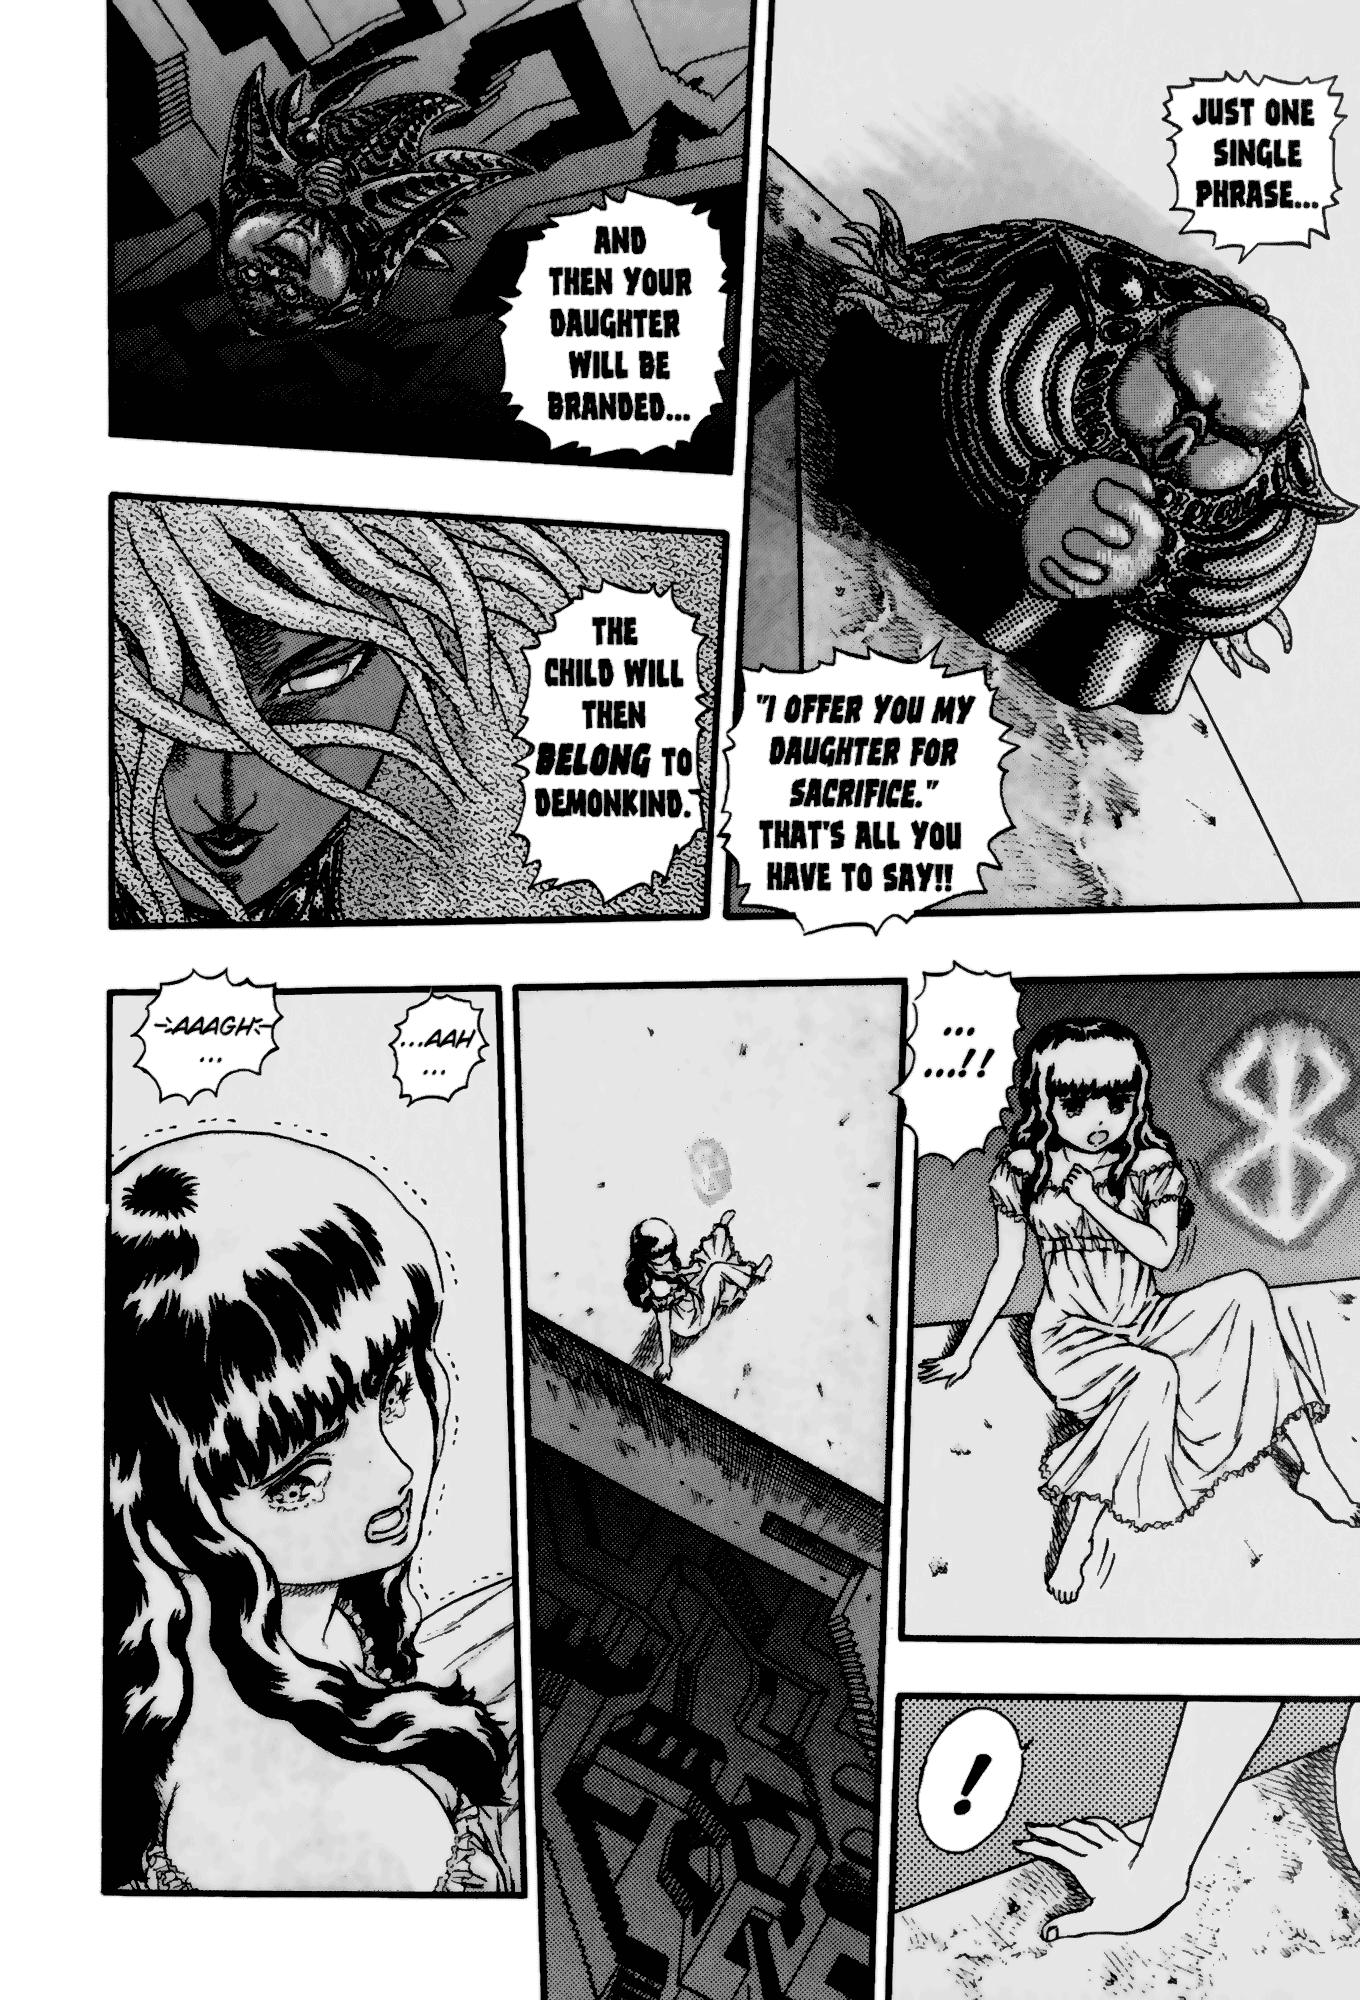 JUST ONE
SINGLE
PHRASE...
"I OFFER YOU MY
DAUGHTER FOR
SACRIFICE."
THAT'S ALL YOU
HAVE TO SAY!!
AND
THEN YOUR
DAUGHTER
WILL BE
BRANDED...
THE
CHILD WILL
THEN
BELONG TO
DEMONKIND.
...
...!!
!
...AAH
...
AAAGH
...